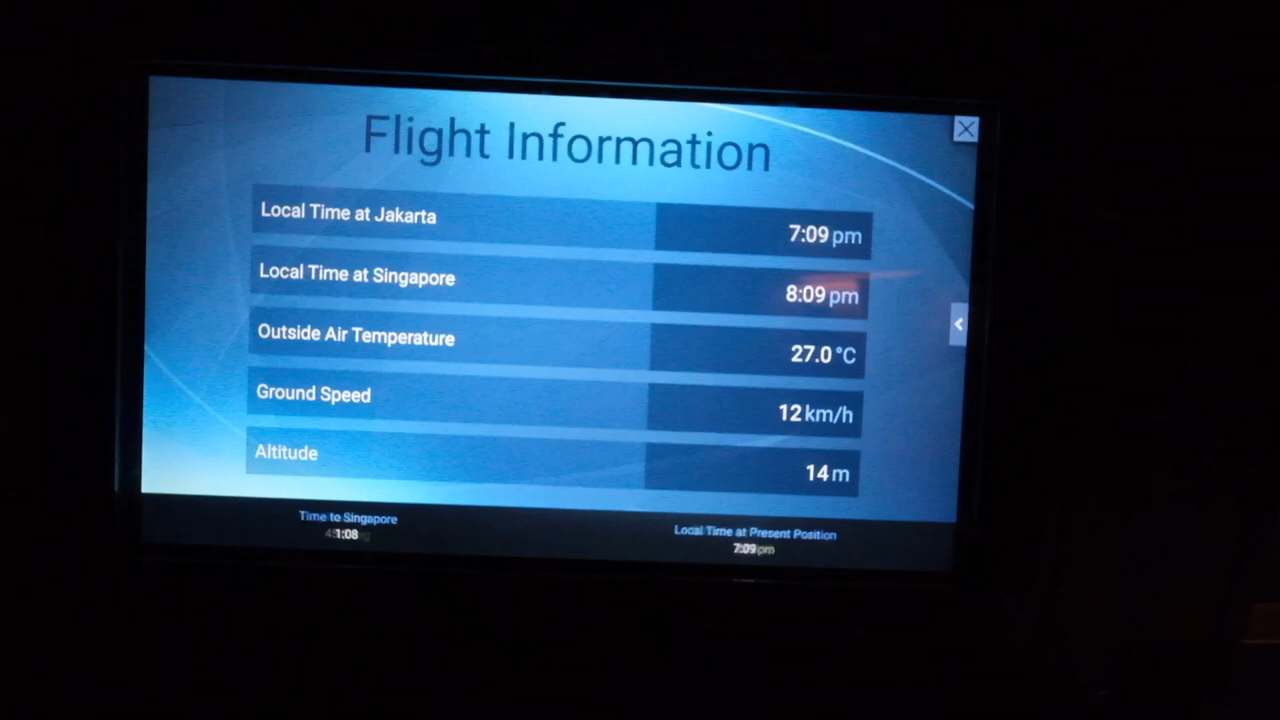 Flight Information
Local Time at Jakarta 7:09 pm
Local Time at Singapore 8:09 pm
Outside Air Temperature 27.0 °C
Ground Speed 12 km/h
Altitude 14 m
Time to Singapore
1:08
Local Time at Present Position
7:09 pm